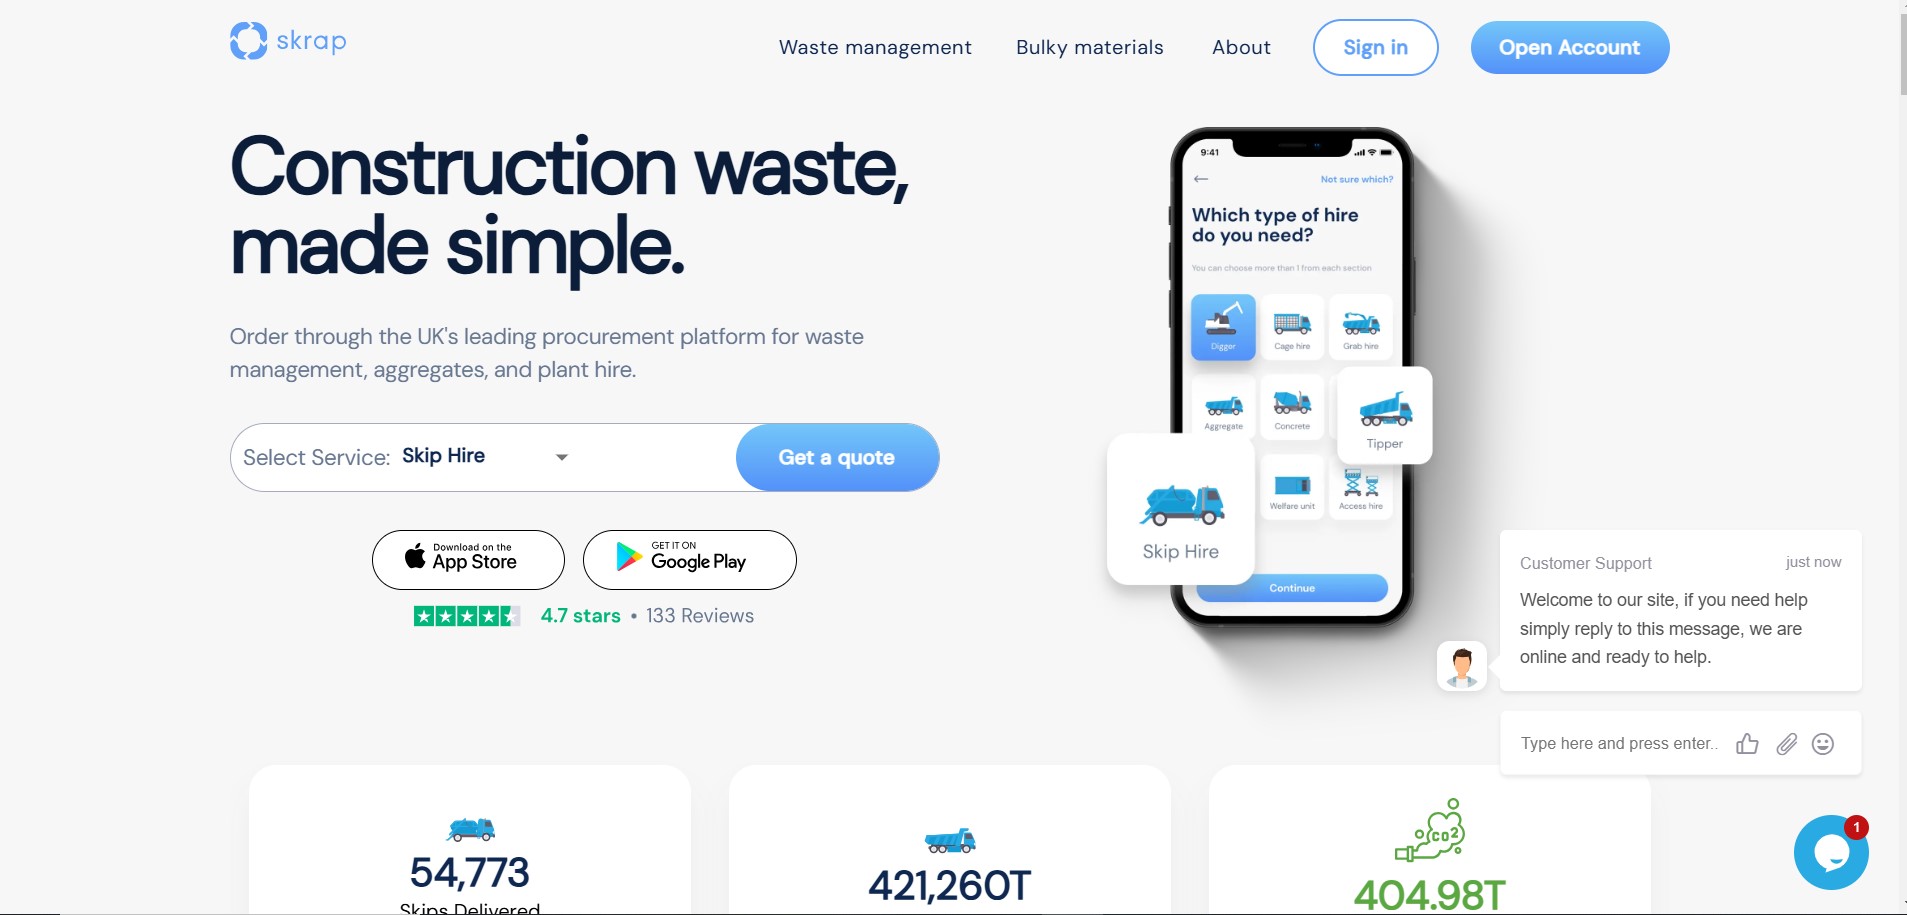 skrap
Waste management
Bulky materials
About
Sign in
Open Account
Construction waste,
made simple.
Order through the UK's leading procurement platform for waste
management, aggregates, and plant hire.
Select Service: Skip Hire
Get a quote
Download on the
App Store
GET IT ON
Google Play
4.7 stars • 133 Reviews
9:41
Not sure which?
Which type of hire
do you need?
You can choose more than 1 from each section
Digger
Cage hire
Grab hire
Aggregate
Concrete
Tipper
Skip Hire
Welfare unit
Access hire
Continue
Customer Support
just now
Welcome to our site, if you need help
simply reply to this message, we are
online and ready to help.
Type here and press enter..
1
54,773
Skips Delivered
421,260T
CO2
404.98T